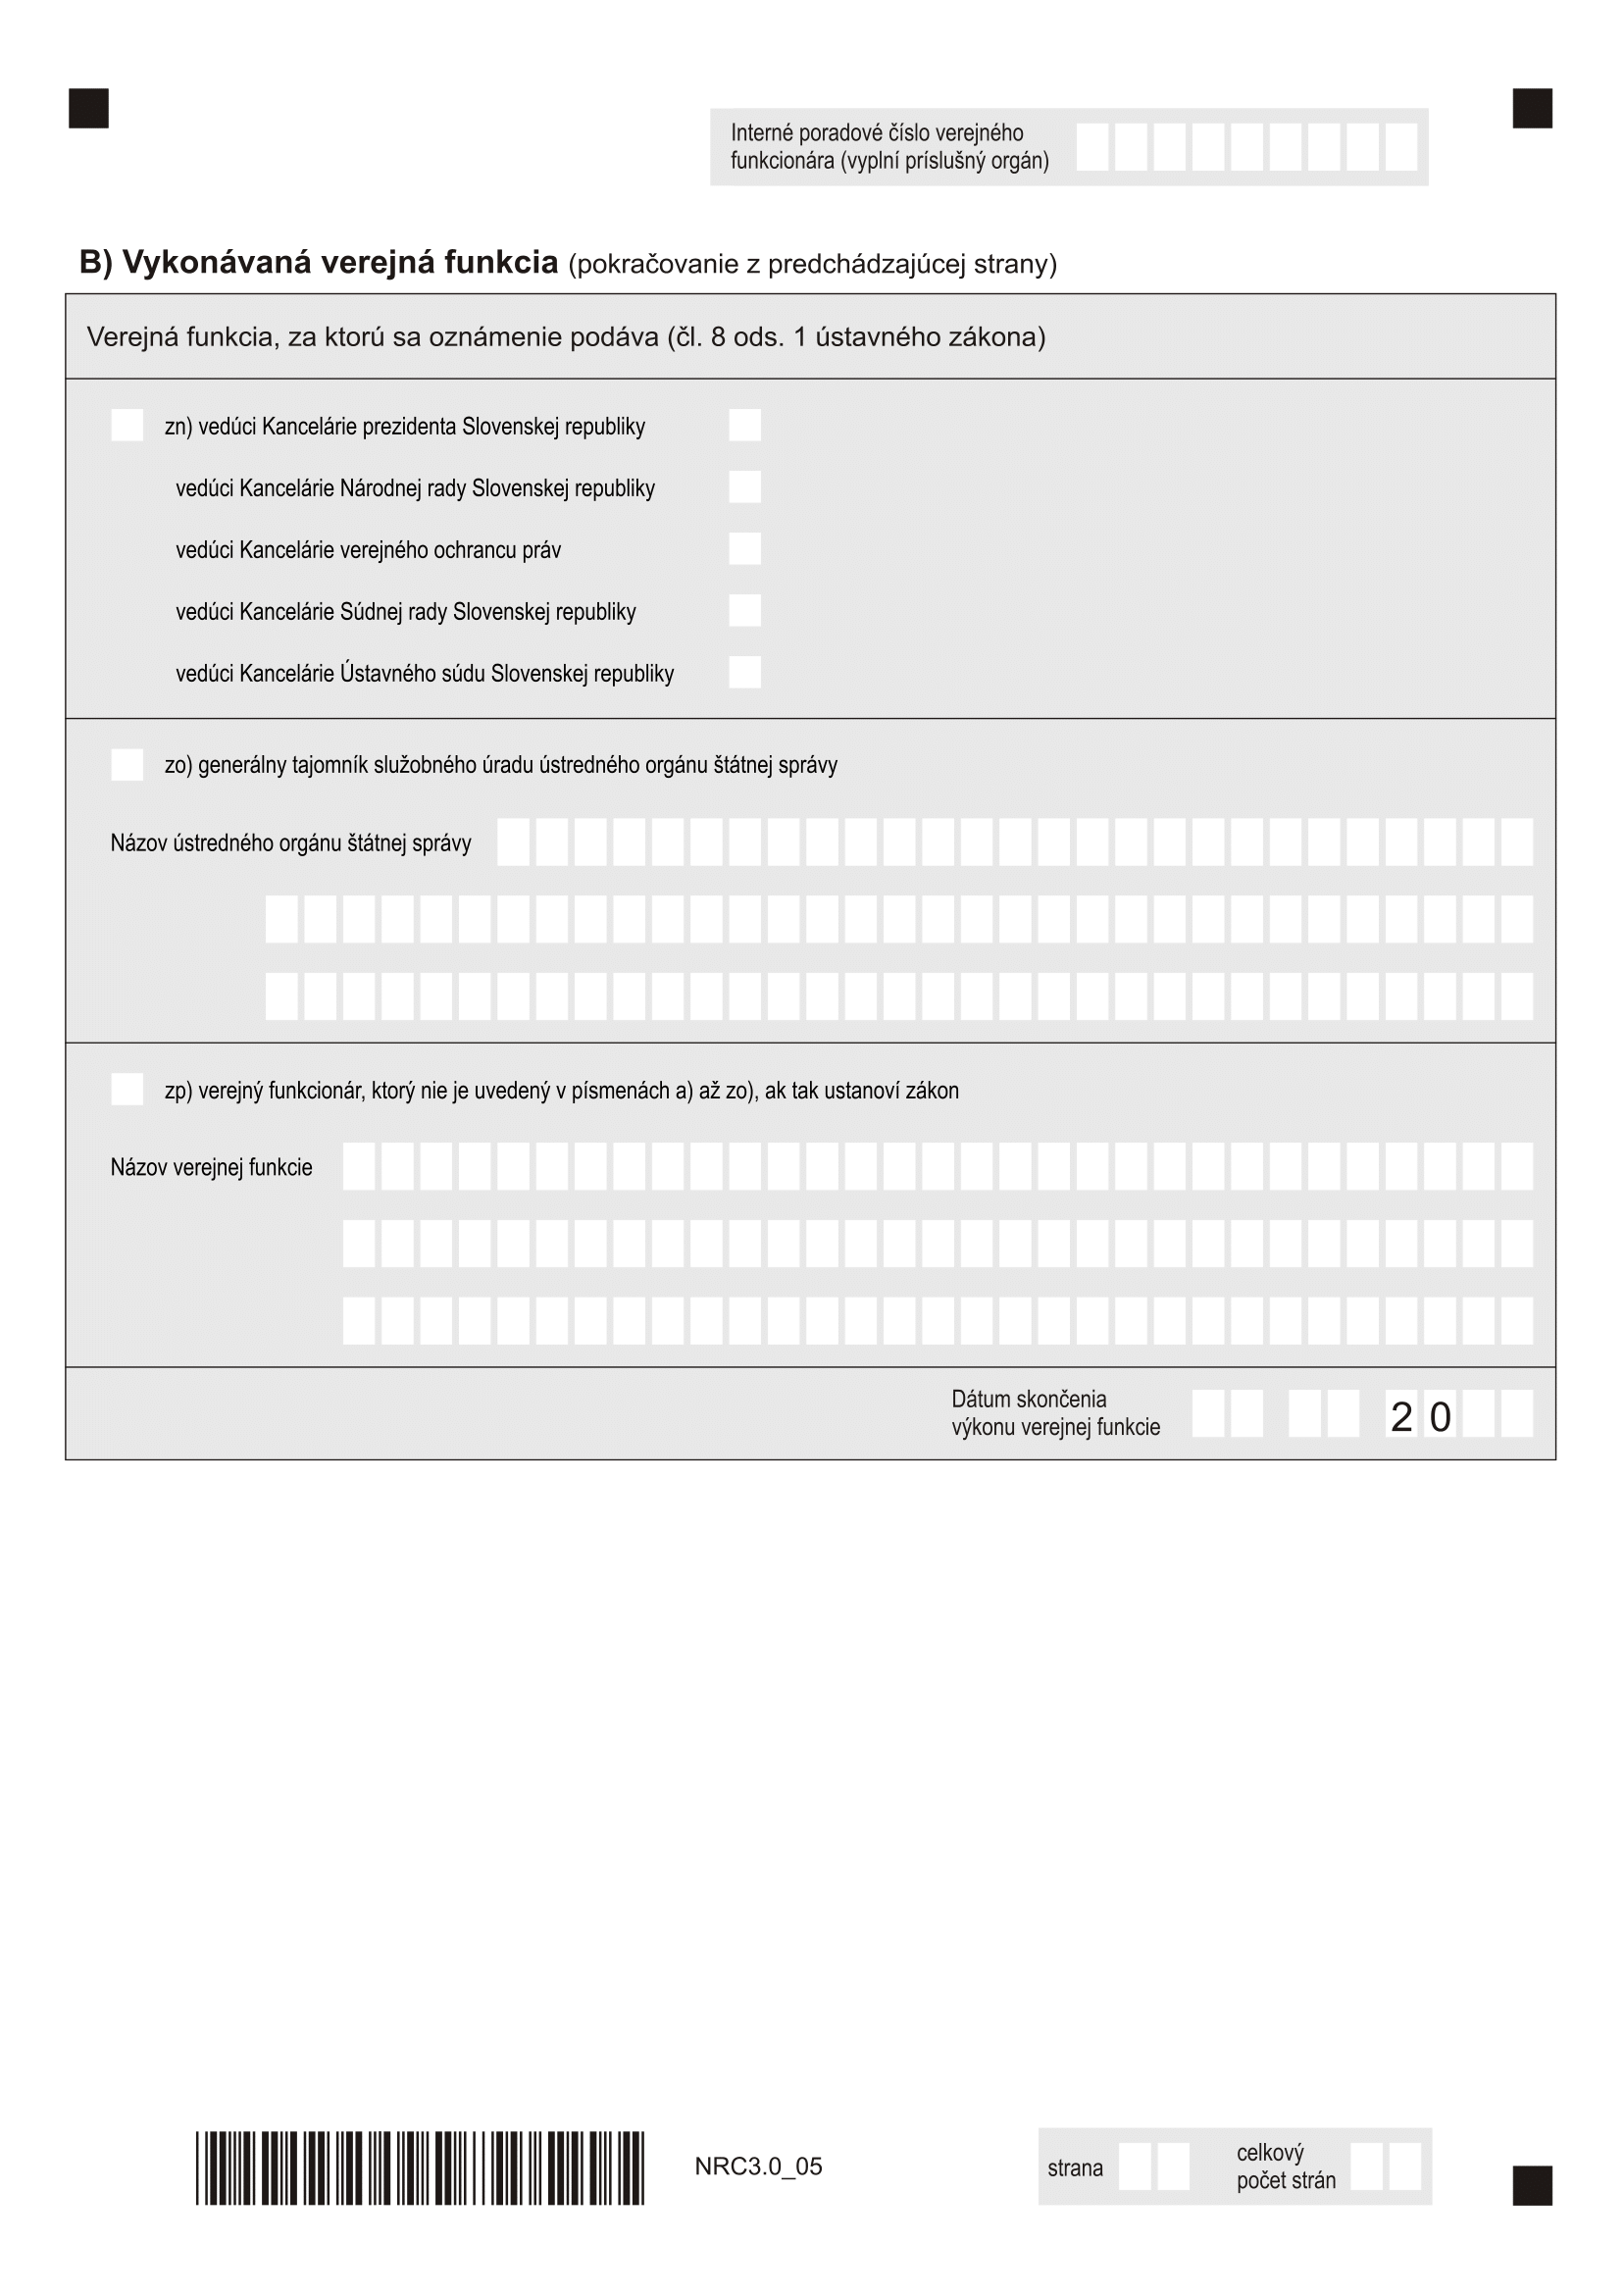 Interné poradové číslo verejného
funkcionára (vyplní príslušný orgán)
B) Vykonávaná verejná funkcia (pokračovanie z predchádzajúcej strany)
Verejná funkcia, za ktorú sa oznámenie podáva (čl. 8 ods. 1 ústavného zákona)
zn) vedúci Kancelárie prezidenta Slovenskej republiky
vedúci Kancelárie Národnej rady Slovenskej republiky
vedúci Kancelárie verejného ochrancu práv
vedúci Kancelárie Súdnej rady Slovenskej republiky
vedúci Kancelárie Ústavného súdu Slovenskej republiky
zo) generálny tajomník služobného úradu ústredného orgánu štátnej správy
Názov ústredného orgánu štátnej správy
zp) verejný funkcionár, ktorý nie je uvedený v písmenách a) až zo), ak tak ustanoví zákon
Názov verejnej funkcie
Dátum skončenia
výkonu verejnej funkcie 2 0
NRC3.0_05
strana
celkový
počet strán